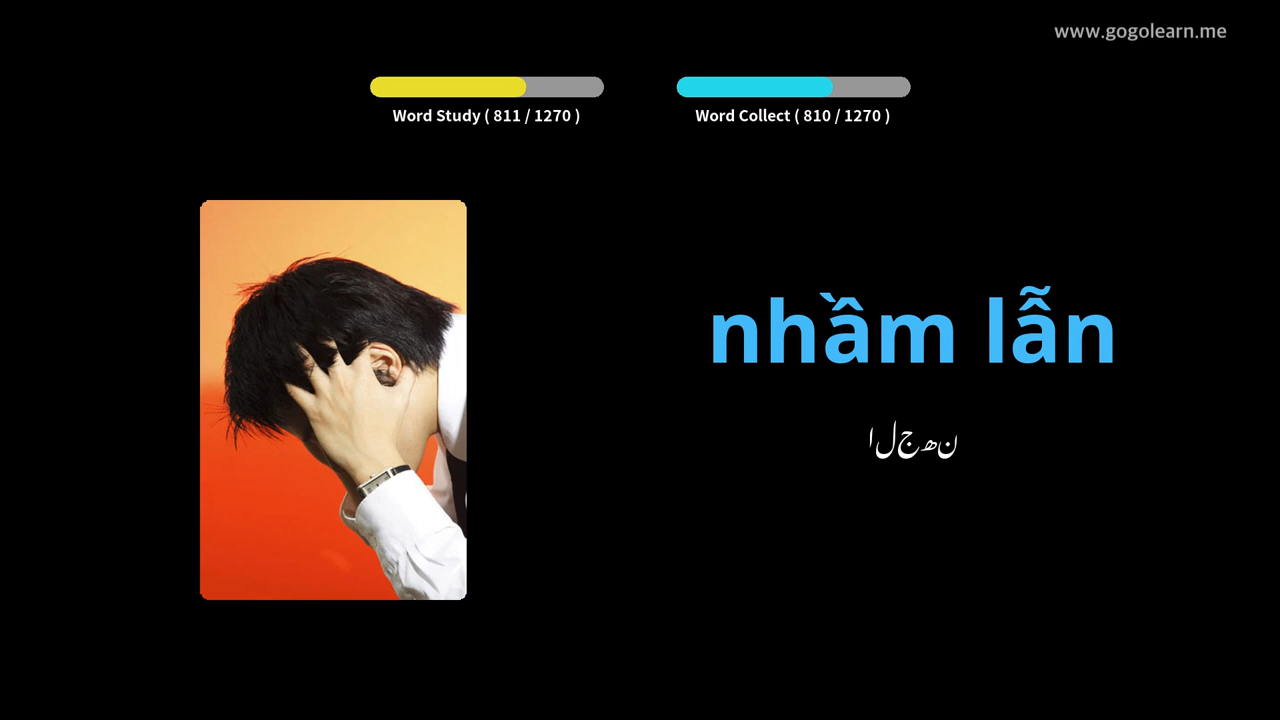 www.gogolearn.me
Word Study ( 811 / 1270 )
Word Collect ( 810 / 1270 )
nhầm lẫn
الجھن